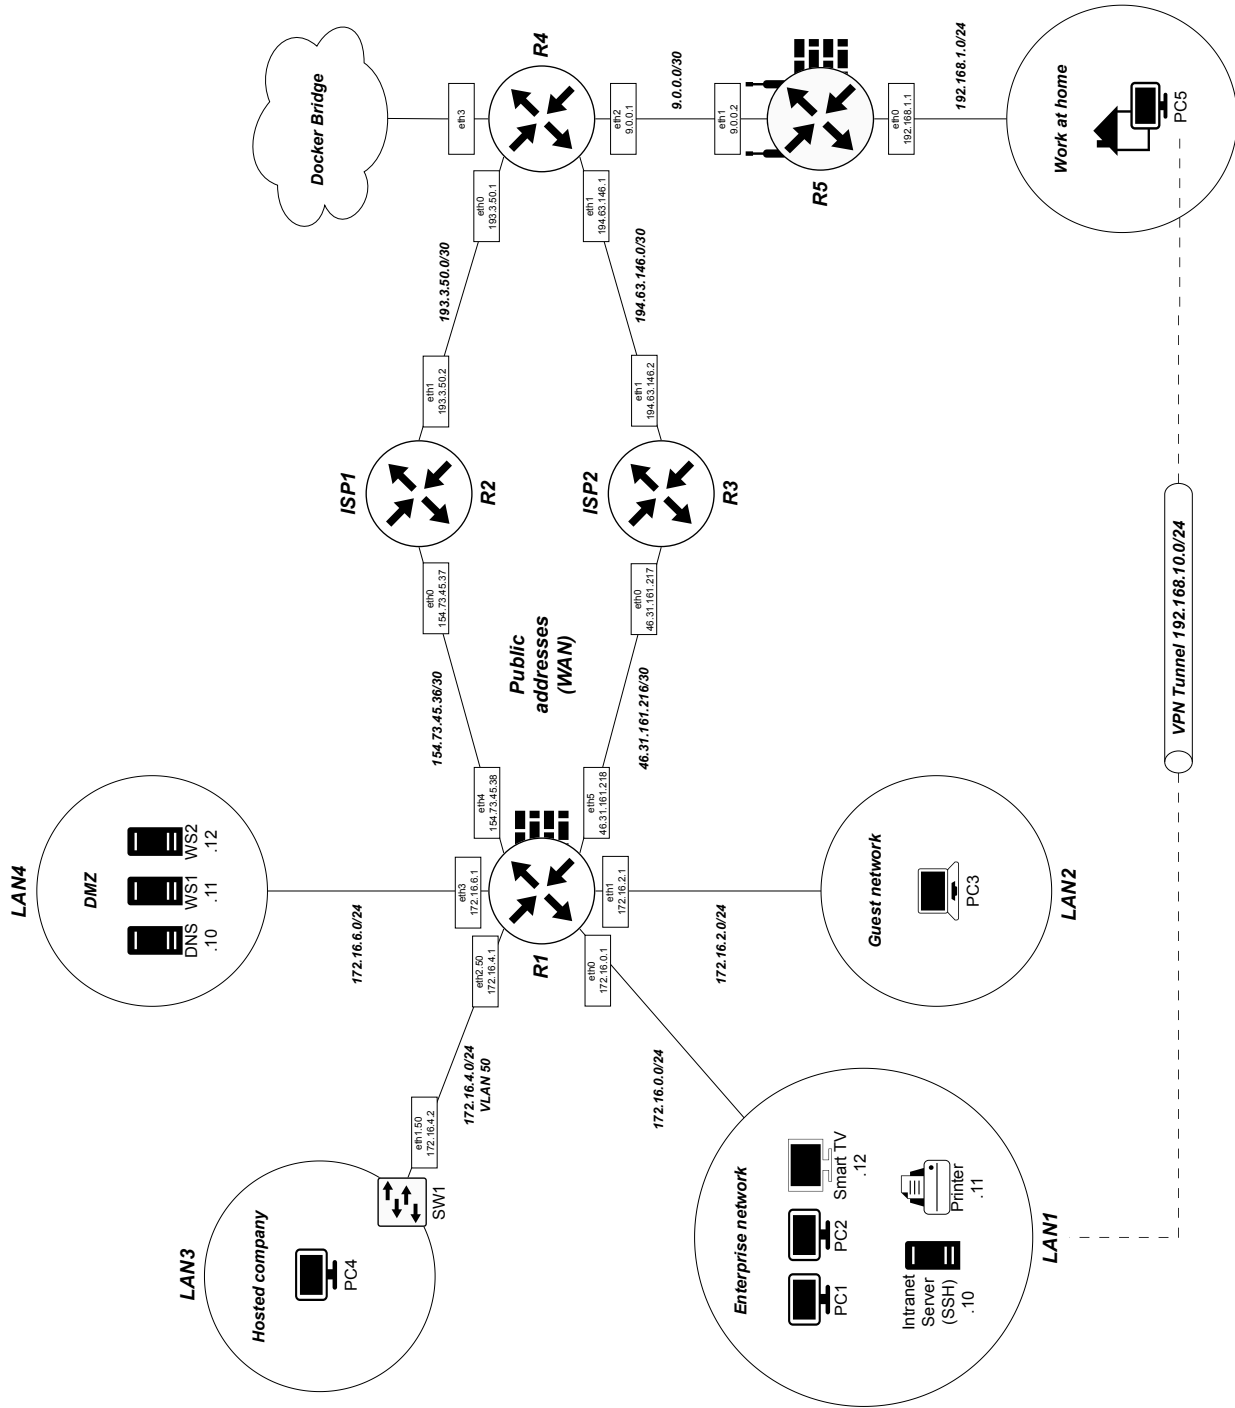 LAN3
Hosted company
PC4
SW1
eth1.50
172.16.4.2
172.16.4.0/24
VLAN 50
LAN4
DMZ
DNS
.10
WS1
.11
WS2
.12
172.16.6.0/24
eth2.50
172.16.4.1
eth3
172.16.6.1
eth4
154.73.45.38
R1
eth0
172.16.0.1
eth1
172.16.2.1
eth5
46.31.161.218
172.16.0.0/24
Enterprise network
PC1
PC2
Smart TV
.12
Intranet
Server
(SSH)
.10
Printer
.11
LAN1
172.16.2.0/24
Guest network
PC3
LAN2
154.73.45.36/30
Public
addresses
(WAN)
46.31.161.216/30
ISP1
eth0
154.73.45.37
R2
eth1
193.3.50.2
193.3.50.0/30
ISP2
eth0
46.31.161.217
R3
eth1
194.63.146.2
194.63.146.0/30
Docker Bridge
eth3
eth0
193.3.50.1
R4
eth1
194.63.146.1
eth2
9.0.0.1
9.0.0.0/30
eth1
9.0.0.2
R5
eth0
192.168.1.1
192.168.1.0/24
Work at home
PC5
VPN Tunnel 192.168.10.0/24